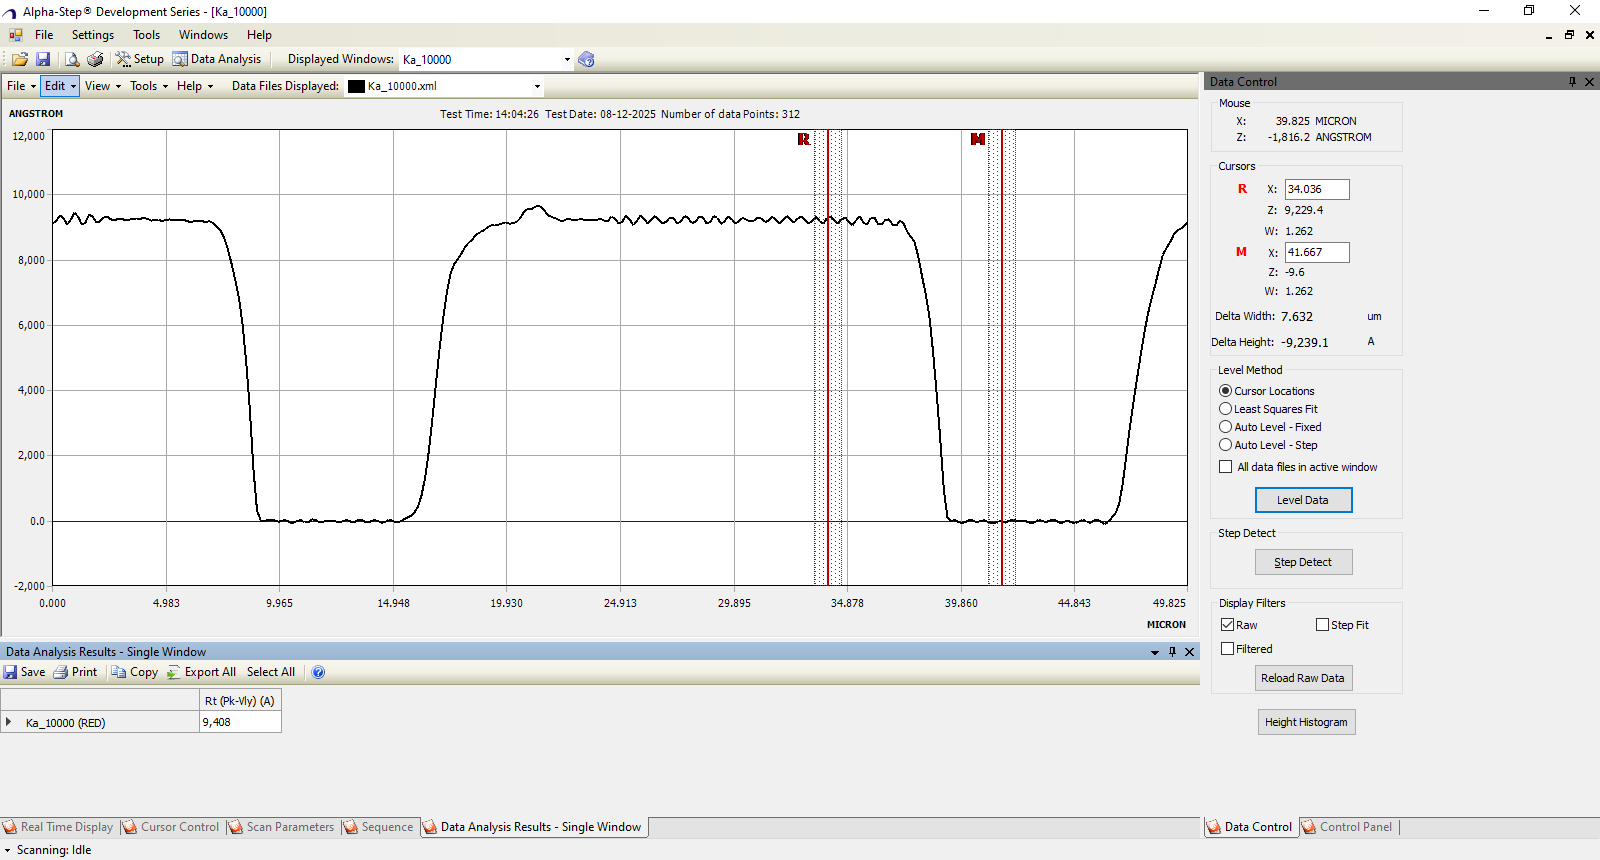 Alpha-Step® Development Series - [Ka_10000]
File Settings Tools Windows Help
Setup Data Analysis Displayed Windows: Ka_10000
File Edit View Tools Help Data Files Displayed: Ka_10000.xml
ANGSTROM
Test Time: 14:04:26 Test Date: 08-12-2025 Number of data Points: 312
12,000
10,000
8,000
6,000
4,000
2,000
0.0
-2,000
R M
0.000 4.983 9.965 14.948 19.930 24.913 29.895 34.878 39.860 44.843 49.825
MICRON
Data Analysis Results - Single Window
Save Print Copy Export All Select All
Rt (Pk-Vly) (A)
Ka_10000 (RED) 9,408
Real Time Display Cursor Control Scan Parameters Sequence Data Analysis Results - Single Window
Scanning: Idle
Data Control
Mouse
X: 39.825 MICRON
Z: -1,816.2 ANGSTROM
Cursors
R X: 34.036
Z: 9,229.4
W: 1.262
M X: 41.667
Z: -9.6
W: 1.262
Delta Width: 7.632 um
Delta Height: -9,239.1 A
Level Method
Cursor Locations
Least Squares Fit
Auto Level - Fixed
Auto Level - Step
All data files in active window
Level Data
Step Detect
Step Detect
Display Filters
Raw Step Fit
Filtered
Reload Raw Data
Height Histogram
Data Control Control Panel